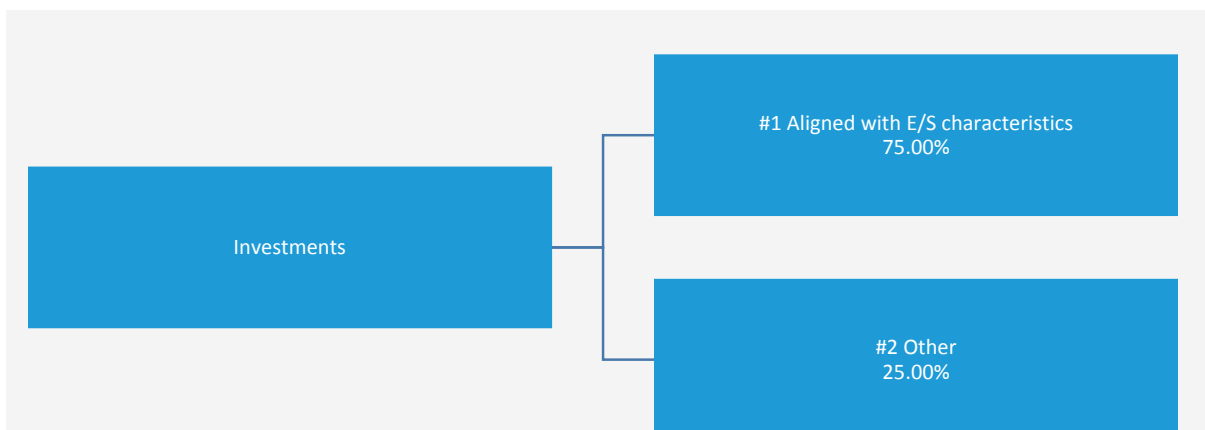 Investments
#1 Aligned with E/S characteristics
75.00%
#2 Other
25.00%